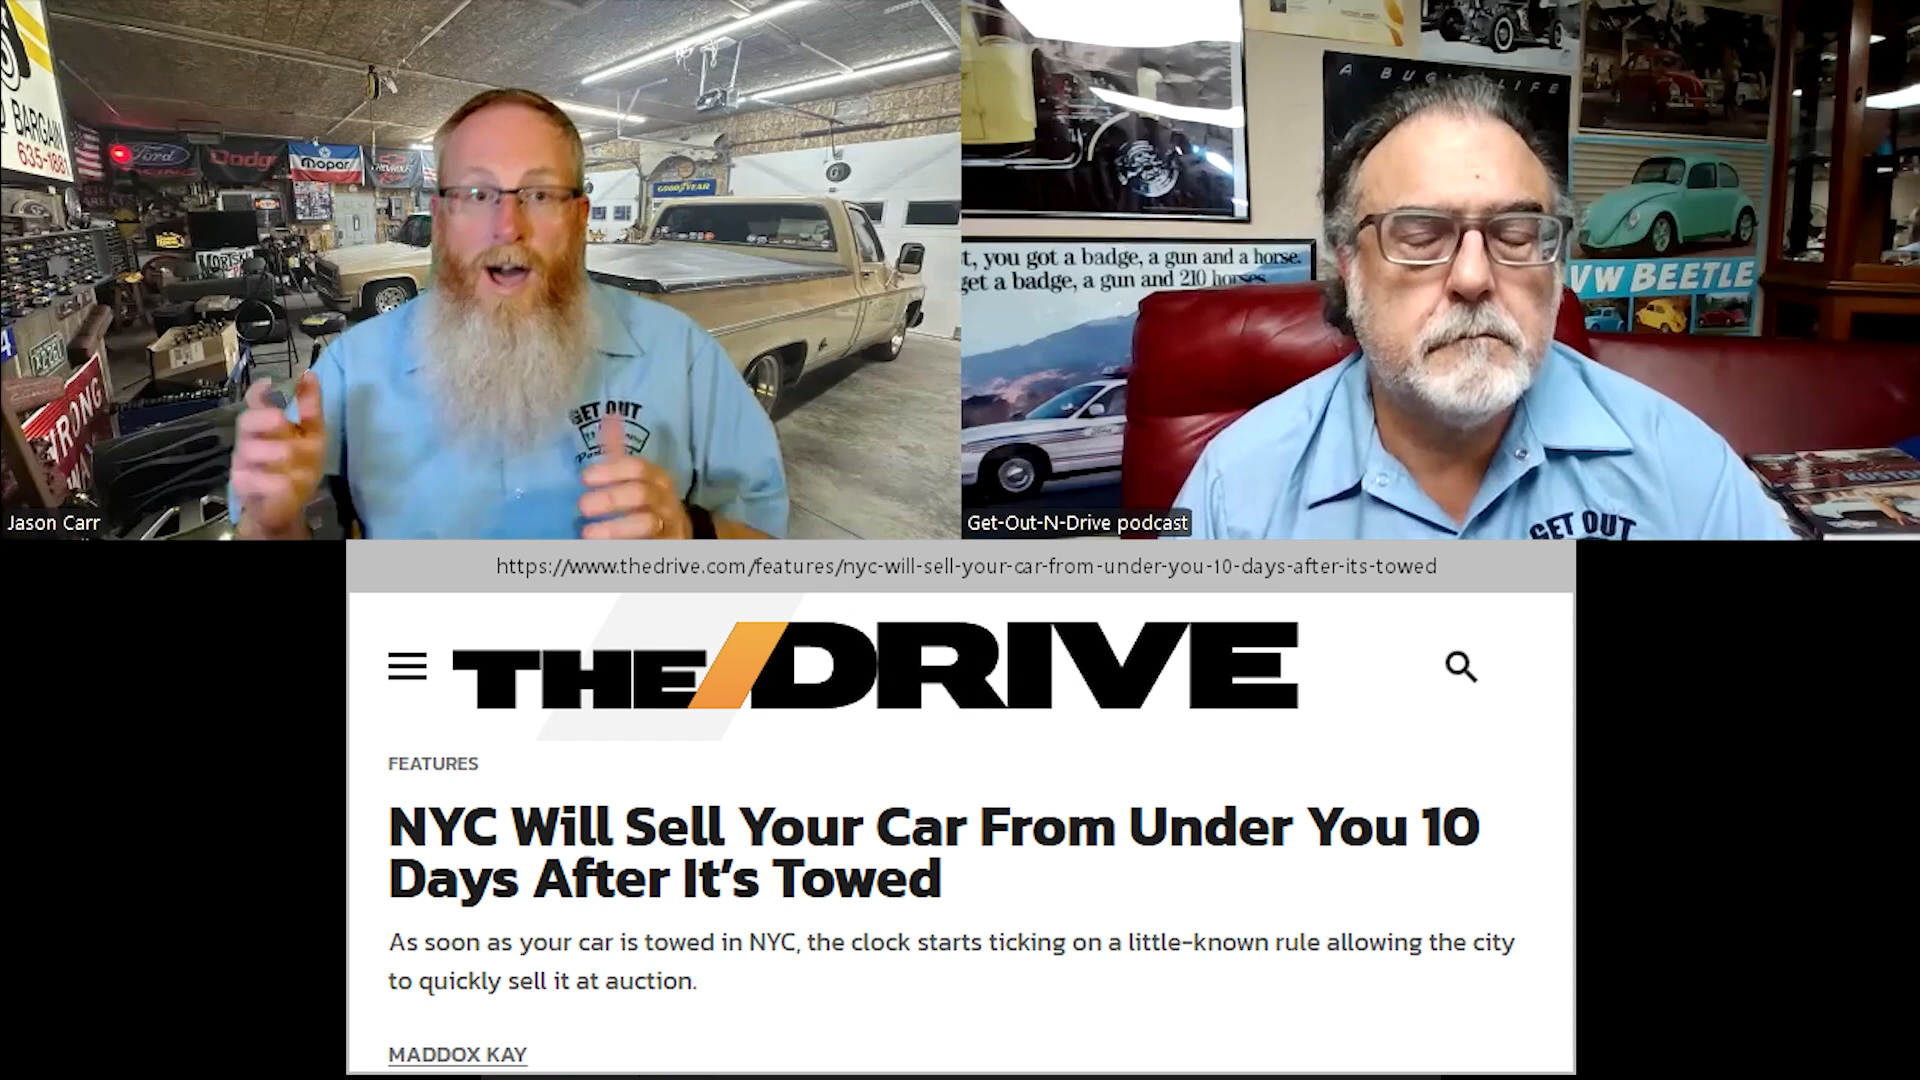 BARGAIN
635-1881
Ford
Dodge
Mopar
CHEVROLET
GOODYEAR
GET OUT
STRONG
Jason Carr
A BUG'S LIFE
t, you got a badge, a gun and a horse.
get a badge, a gun and 210 horses.
VW BEETLE
GET OUT
Get-Out-N-Drive podcast
https://www.thedrive.com/features/nyc-will-sell-your-car-from-under-you-10-days-after-its-towed
THE DRIVE
FEATURES
NYC Will Sell Your Car From Under You 10
Days After It's Towed
As soon as your car is towed in NYC, the clock starts ticking on a little-known rule allowing the city
to quickly sell it at auction.
MADDOX KAY